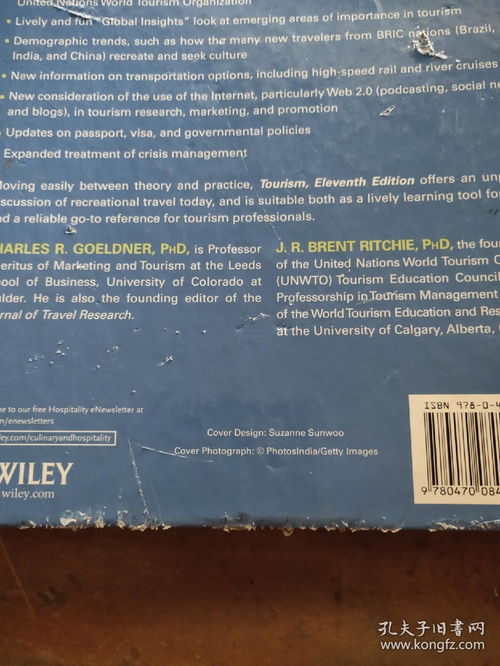 United Nations World Tourism Organization
• Lively and fun "Global Insights" look at emerging areas of importance in tourism
• Demographic trends, such as how the many new travelers from BRIC nations (Brazil,
India, and China) recreate and seek culture
• New information on transportation options, including high-speed rail and river cruises
• New consideration of the use of the Internet, particularly Web 2.0 (podcasting, social ne
and blogs), in tourism research, marketing, and promotion
• Updates on passport, visa, and governmental policies
Expanded treatment of crisis management
loving easily between theory and practice, Tourism, Eleventh Edition offers an unp
scussion of recreational travel today, and is suitable both as a lively learning tool for
nd a reliable go-to reference for tourism professionals.
HARLES R. GOELDNER, PHD, is Professor
eritus of Marketing and Tourism at the Leeds
ool of Business, University of Colorado at
ulder. He is also the founding editor of the
urnal of Travel Research.
J. R. BRENT RITCHIE, PHD, the foun
of the United Nations World Tourism O
(UNWTO) Tourism Education Council
Professorship in Tourism Management
of the World Tourism Education and Res
at the University of Calgary, Alberta,
e to our free Hospitality eNewsletter at
m/enewsletters
ey.com/culinaryandhospitality
WILEY
wiley.com
Cover Design: Suzanne Sunwoo
Cover Photograph: © PhotosIndia/Getty Images
ISBN 978-0-4
9 780470 084
孔夫子旧书网
www.kongfz.com